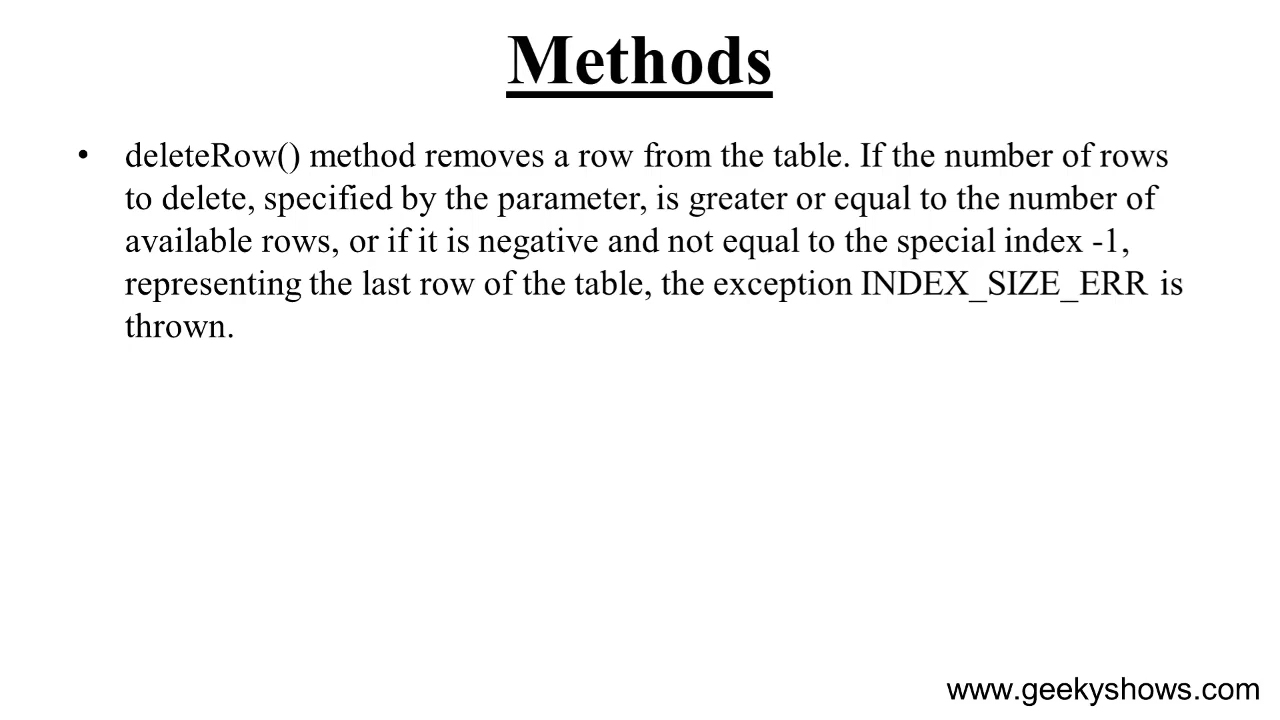 Methods
• deleteRow() method removes a row from the table. If the number of rows
to delete, specified by the parameter, is greater or equal to the number of
available rows, or if it is negative and not equal to the special index -1,
representing the last row of the table, the exception INDEX_SIZE_ERR is
thrown.
www.geekyshows.com